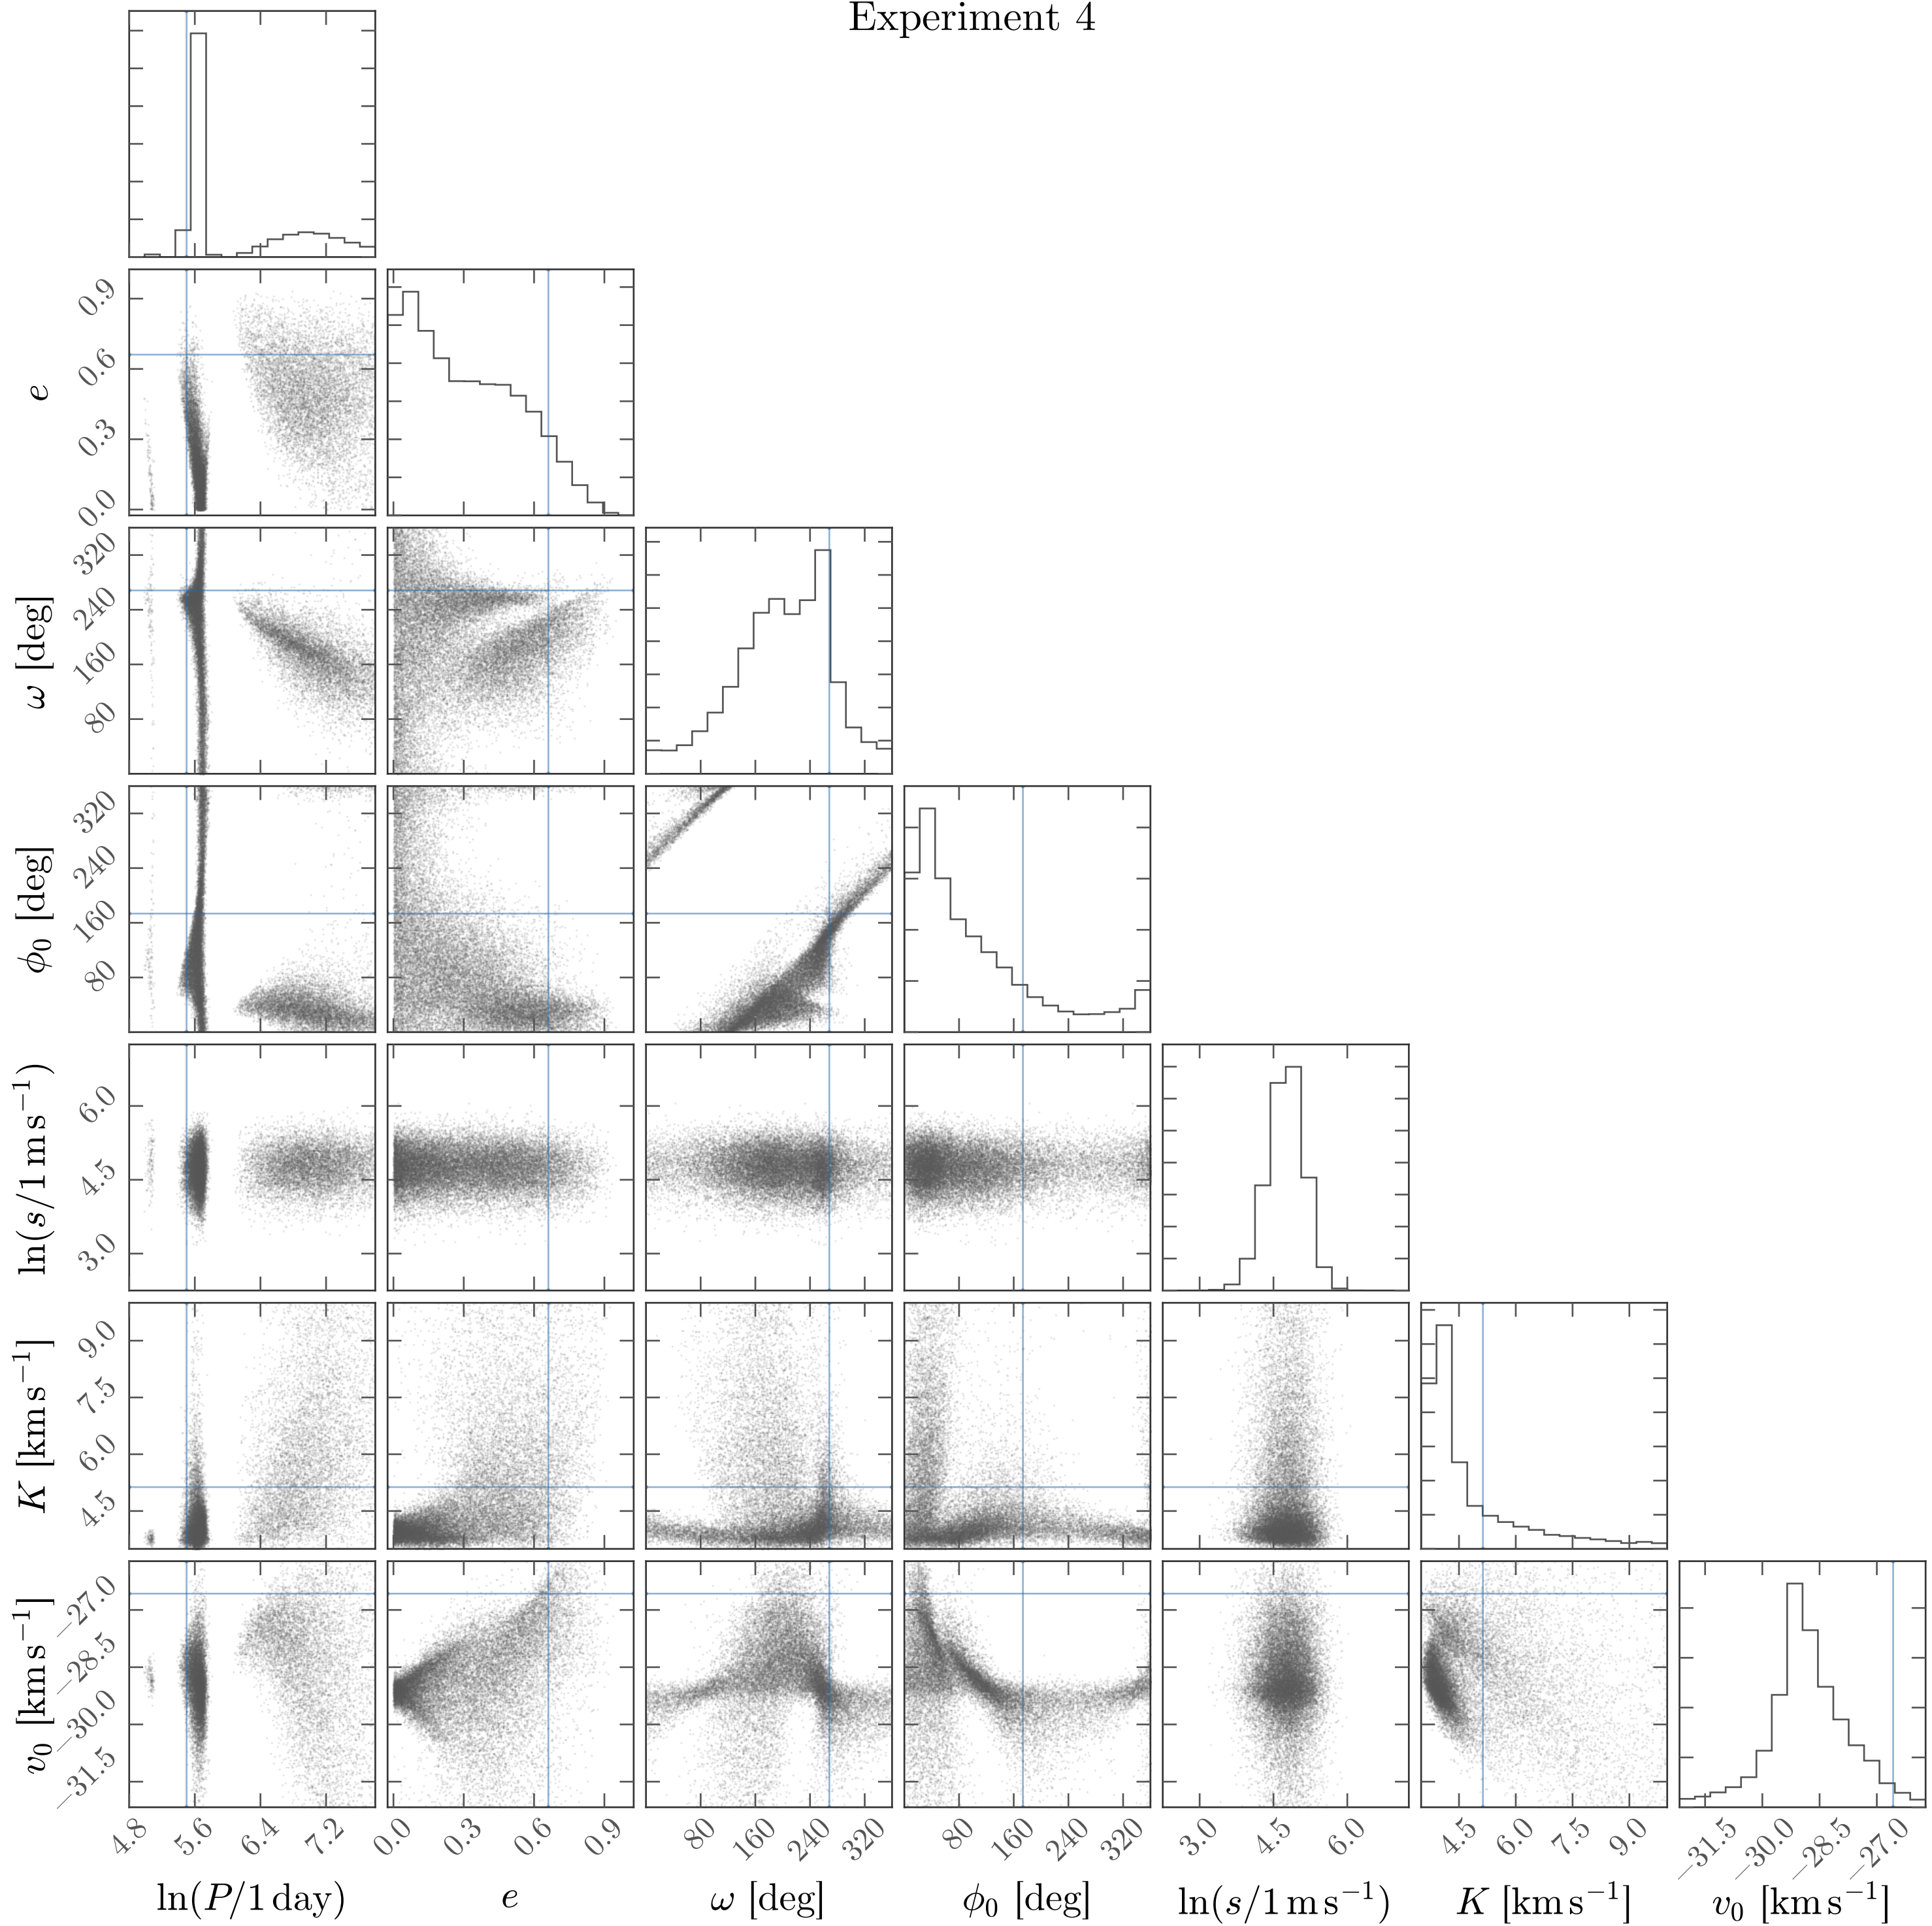 Experiment 4
0.9
0.6
0.3
0.0
e
320
240
160
80
ω [deg]
320
240
160
80
φ₀ [deg]
6.0
4.5
3.0
ln(s/1 m s⁻¹)
9.0
7.5
6.0
4.5
K [km s⁻¹]
−27.0
−28.5
−30.0
−31.5
v₀ [km s⁻¹]
4.8 5.6 6.4 7.2 0.0 0.3 0.6 0.9 80 160 240 320 80 160 240 320 3.0 4.5 6.0 4.5 6.0 7.5 9.0 −31.5 −30.0 −28.5 −27.0
ln(P/1 day) e ω [deg] φ₀ [deg] ln(s/1 m s⁻¹) K [km s⁻¹] v₀ [km s⁻¹]